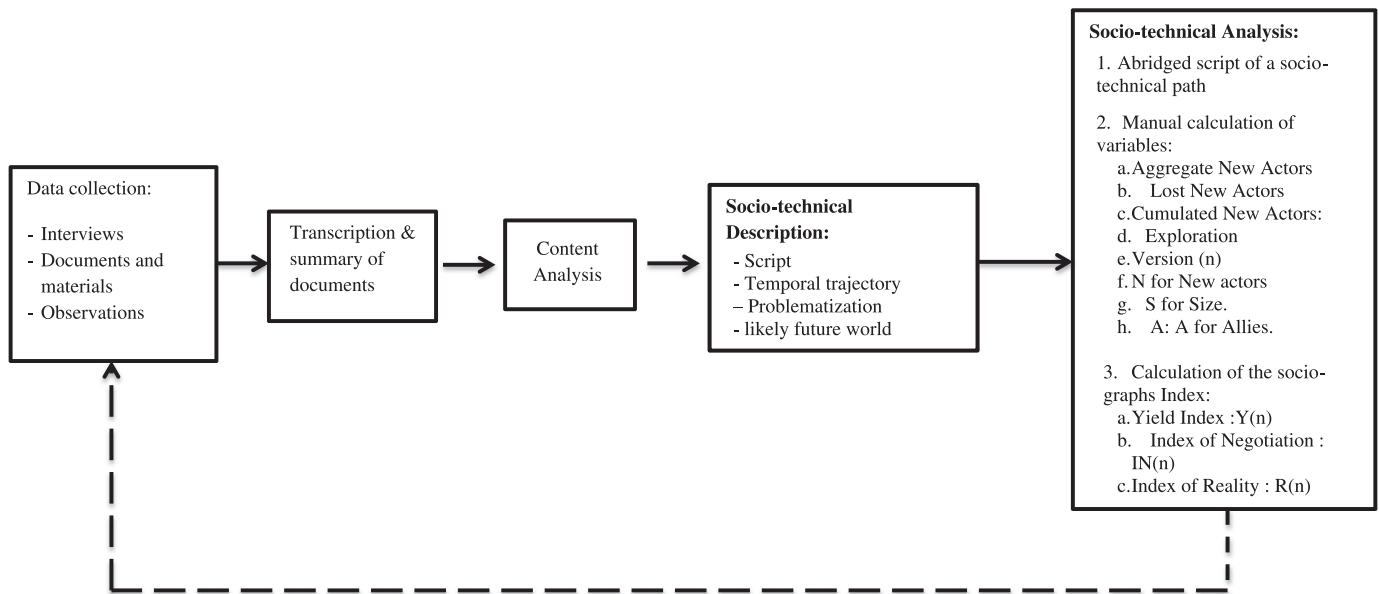 Data collection:
- Interviews
- Documents and
materials
- Observations
Transcription &
summary of
documents
Content
Analysis
Socio-technical
Description:
- Script
- Temporal trajectory
– Problematization
- likely future world
Socio-technical Analysis:
1. Abridged script of a socio-
technical path
2. Manual calculation of
variables:
a.Aggregate New Actors
b. Lost New Actors
c.Cumulated New Actors:
d. Exploration
e.Version (n)
f. N for New actors
g. S for Size.
h. A: A for Allies.
3. Calculation of the socio-
graphs Index:
a.Yield Index :Y(n)
b. Index of Negotiation :
IN(n)
c.Index of Reality : R(n)